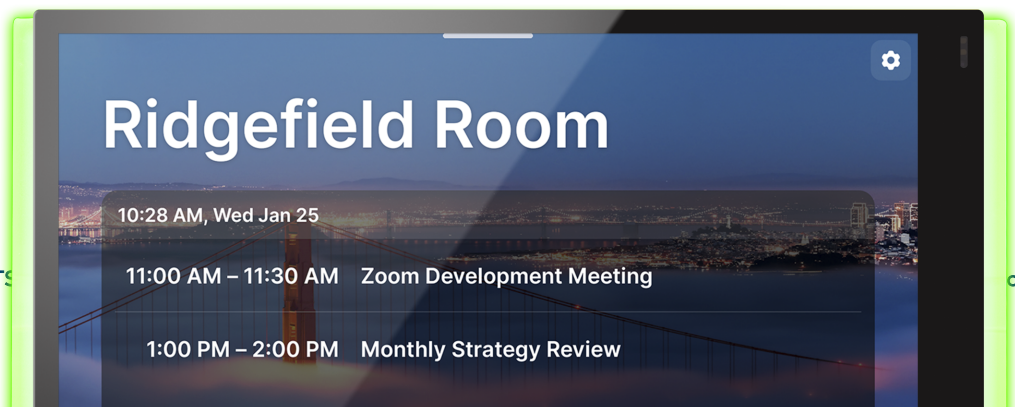 Ridgefield Room
10:28 AM, Wed Jan 25
11:00 AM – 11:30 AM Zoom Development Meeting
1:00 PM – 2:00 PM Monthly Strategy Review